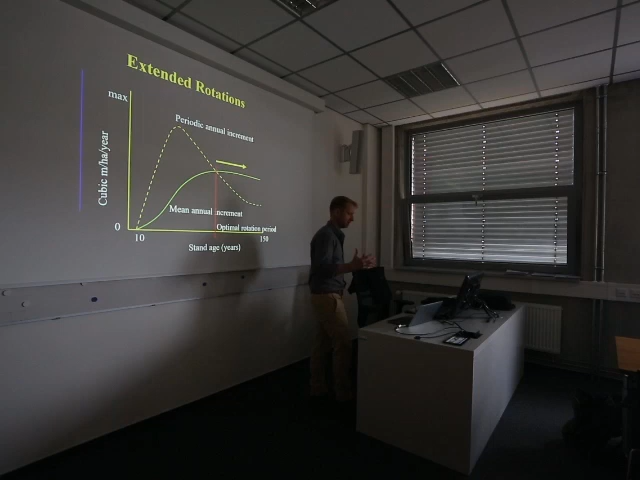 Extended Rotations
max
Periodic annual increment
Cubic m/ha/year
Mean annual increment
0
Optimal rotation period
10
150
Stand age (years)